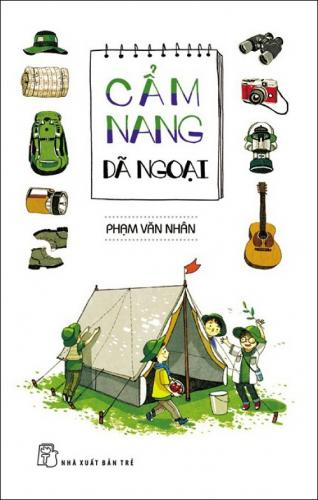 CẨM
NANG
DÃ NGOẠI
PHẠM VĂN NHÂN
NHÀ XUẤT BẢN TRẺ